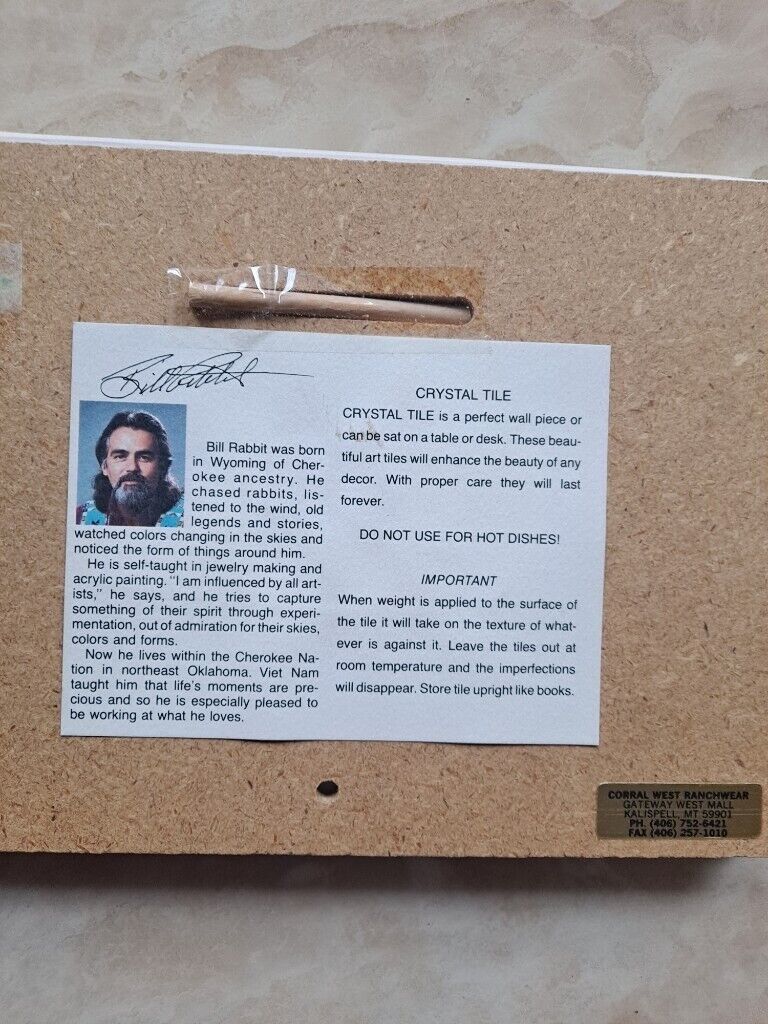 Bill Rabbit
Bill Rabbit was born
in Wyoming of Cher-
okee ancestry. He
chased rabbits, lis-
tened to the wind, old
legends and stories,
watched colors changing in the skies and
noticed the form of things around him.
He is self-taught in jewelry making and
acrylic painting. "I am influenced by all art-
ists," he says, and he tries to capture
something of their spirit through experi-
mentation, out of admiration for their skies,
colors and forms.
Now he lives within the Cherokee Na-
tion in northeast Oklahoma. Viet Nam
taught him that life's moments are pre-
cious and so he is especially pleased to
be working at what he loves.
CRYSTAL TILE
CRYSTAL TILE is a perfect wall piece or
can be sat on a table or desk. These beau-
tiful art tiles will enhance the beauty of any
decor. With proper care they will last
forever.
DO NOT USE FOR HOT DISHES!
IMPORTANT
When weight is applied to the surface of
the tile it will take on the texture of what-
ever is against it. Leave the tiles out at
room temperature and the imperfections
will disappear. Store tile upright like books.
CORRAL WEST RANCHWEAR
GATEWAY WEST MALL
KALISPELL, MT 59901
PH. (406) 752-6421
FAX (406) 257-1010